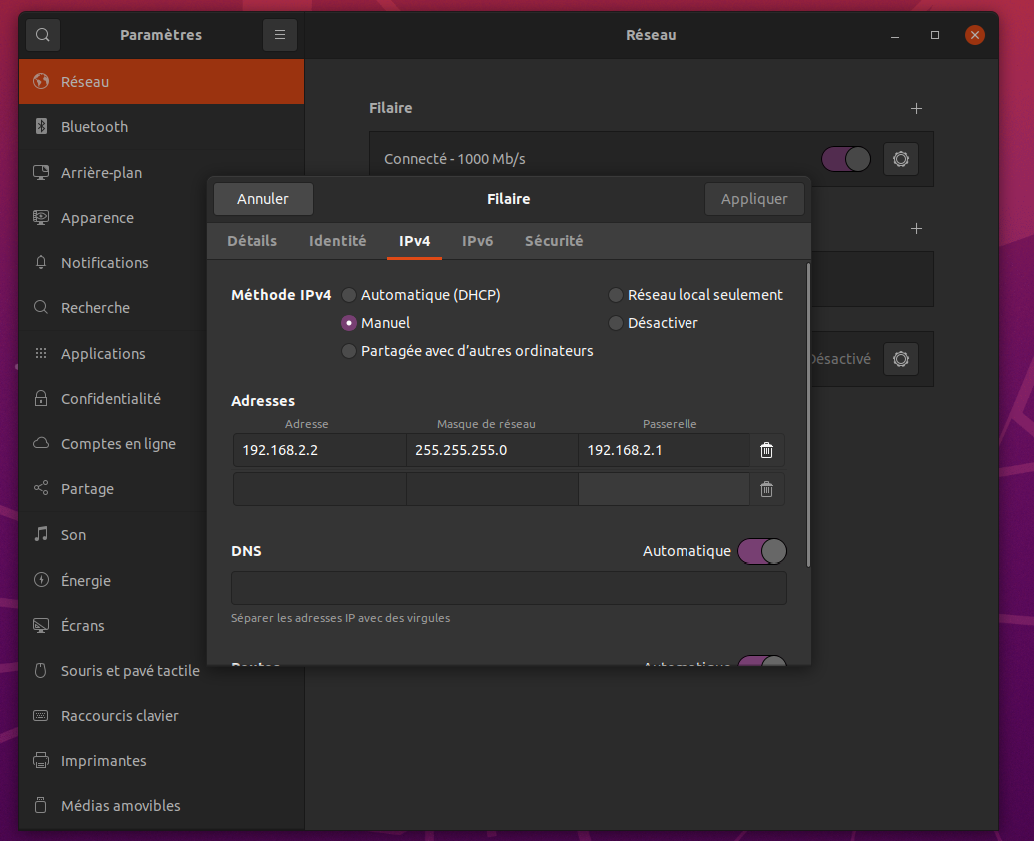 Paramètres
Réseau
Réseau
Bluetooth
Arrière-plan
Apparence
Notifications
Recherche
Applications
Confidentialité
Comptes en ligne
Partage
Son
Énergie
Écrans
Souris et pavé tactile
Raccourcis clavier
Imprimantes
Médias amovibles
Filaire
Connecté - 1000 Mb/s
Désactivé
Annuler
Filaire
Appliquer
Détails
Identité
IPv4
IPv6
Sécurité
Méthode IPv4
Automatique (DHCP)
Réseau local seulement
Manuel
Désactiver
Partagée avec d’autres ordinateurs
Adresses
Adresse
Masque de réseau
Passerelle
192.168.2.2
255.255.255.0
192.168.2.1
DNS
Automatique
Séparer les adresses IP avec des virgules
Routes
Automatique